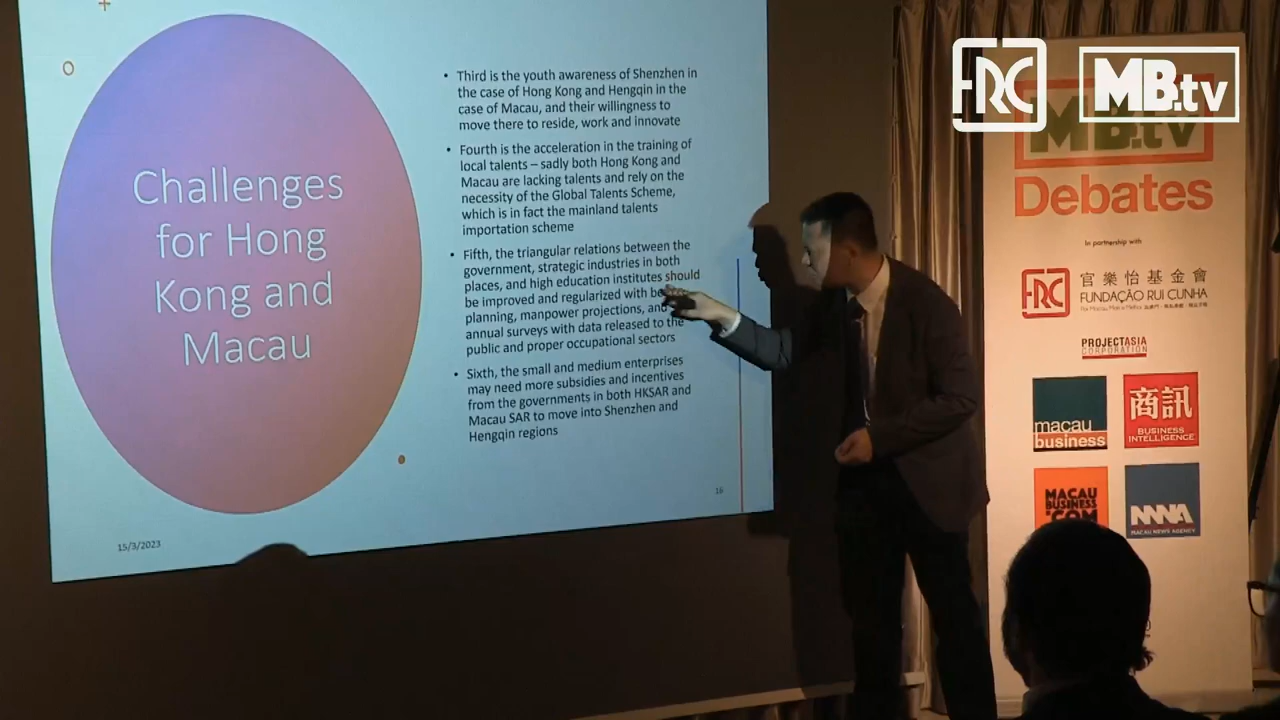 Challenges
for Hong
Kong and
Macau
• Third is the youth awareness of Shenzhen in
the case of Hong Kong and Hengqin in the
case of Macau, and their willingness to
move there to reside, work and innovate
• Fourth is the acceleration in the training of
local talents – sadly both Hong Kong and
Macau are lacking talents and rely on the
necessity of the Global Talents Scheme,
which is in fact the mainland talents
importation scheme
• Fifth, the triangular relations between the
government, strategic industries in both
places, and high education institutes should
be improved and regularized with
planning, manpower projections, and
annual surveys with data released to the
public and proper occupational sectors
• Sixth, the small and medium enterprises
may need more subsidies and incentives
from the governments in both HKSAR and
Macau SAR to move into Shenzhen and
Hengqin regions
16
15/3/2023
FRC
MB.tv
MB.tv
Debates
In partnership with
FRC
官樂怡基金會
FUNDAÇÃO RUI CUNHA
PROJECTASIA
CORPORATION
macau
business
商訊
BUSINESS
INTELLIGENCE
MACAU
BUSINESS
.COM
MNA
MACAU NEWS AGENCY